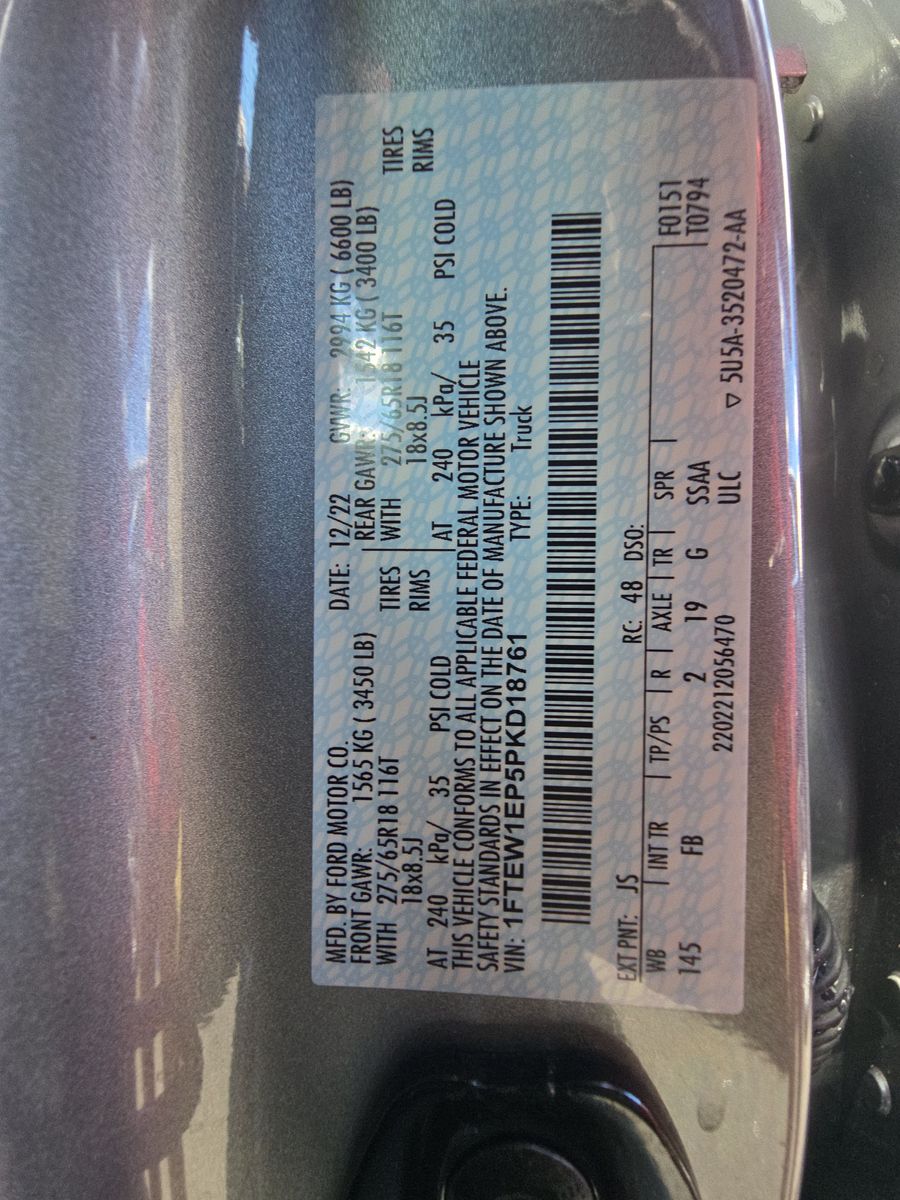 MFD. BY FORD MOTOR CO. DATE: 12/22 GVWR: 2994 KG ( 6600 LB)
FRONT GAWR: 1565 KG ( 3450 LB) REAR GAWR: 1542 KG ( 3400 LB)
WITH 275/65R18 116T TIRES WITH 275/65R18 116T TIRES
18x8.5J RIMS 18x8.5J RIMS
AT 240 kPa/ 35 PSI COLD AT 240 kPa/ 35 PSI COLD
THIS VEHICLE CONFORMS TO ALL APPLICABLE FEDERAL MOTOR VEHICLE
SAFETY STANDARDS IN EFFECT ON THE DATE OF MANUFACTURE SHOWN ABOVE.
VIN: 1FTEW1EP5PKD18761 TYPE: Truck
EXT PNT: JS RC: 48 DSO:
WB INT TR TP/PS R AXLE TR SPR F0151
145 FB 2 19 G SSAA T0794
2202212056470 ULC ▽ 5U5A-3520472-AA